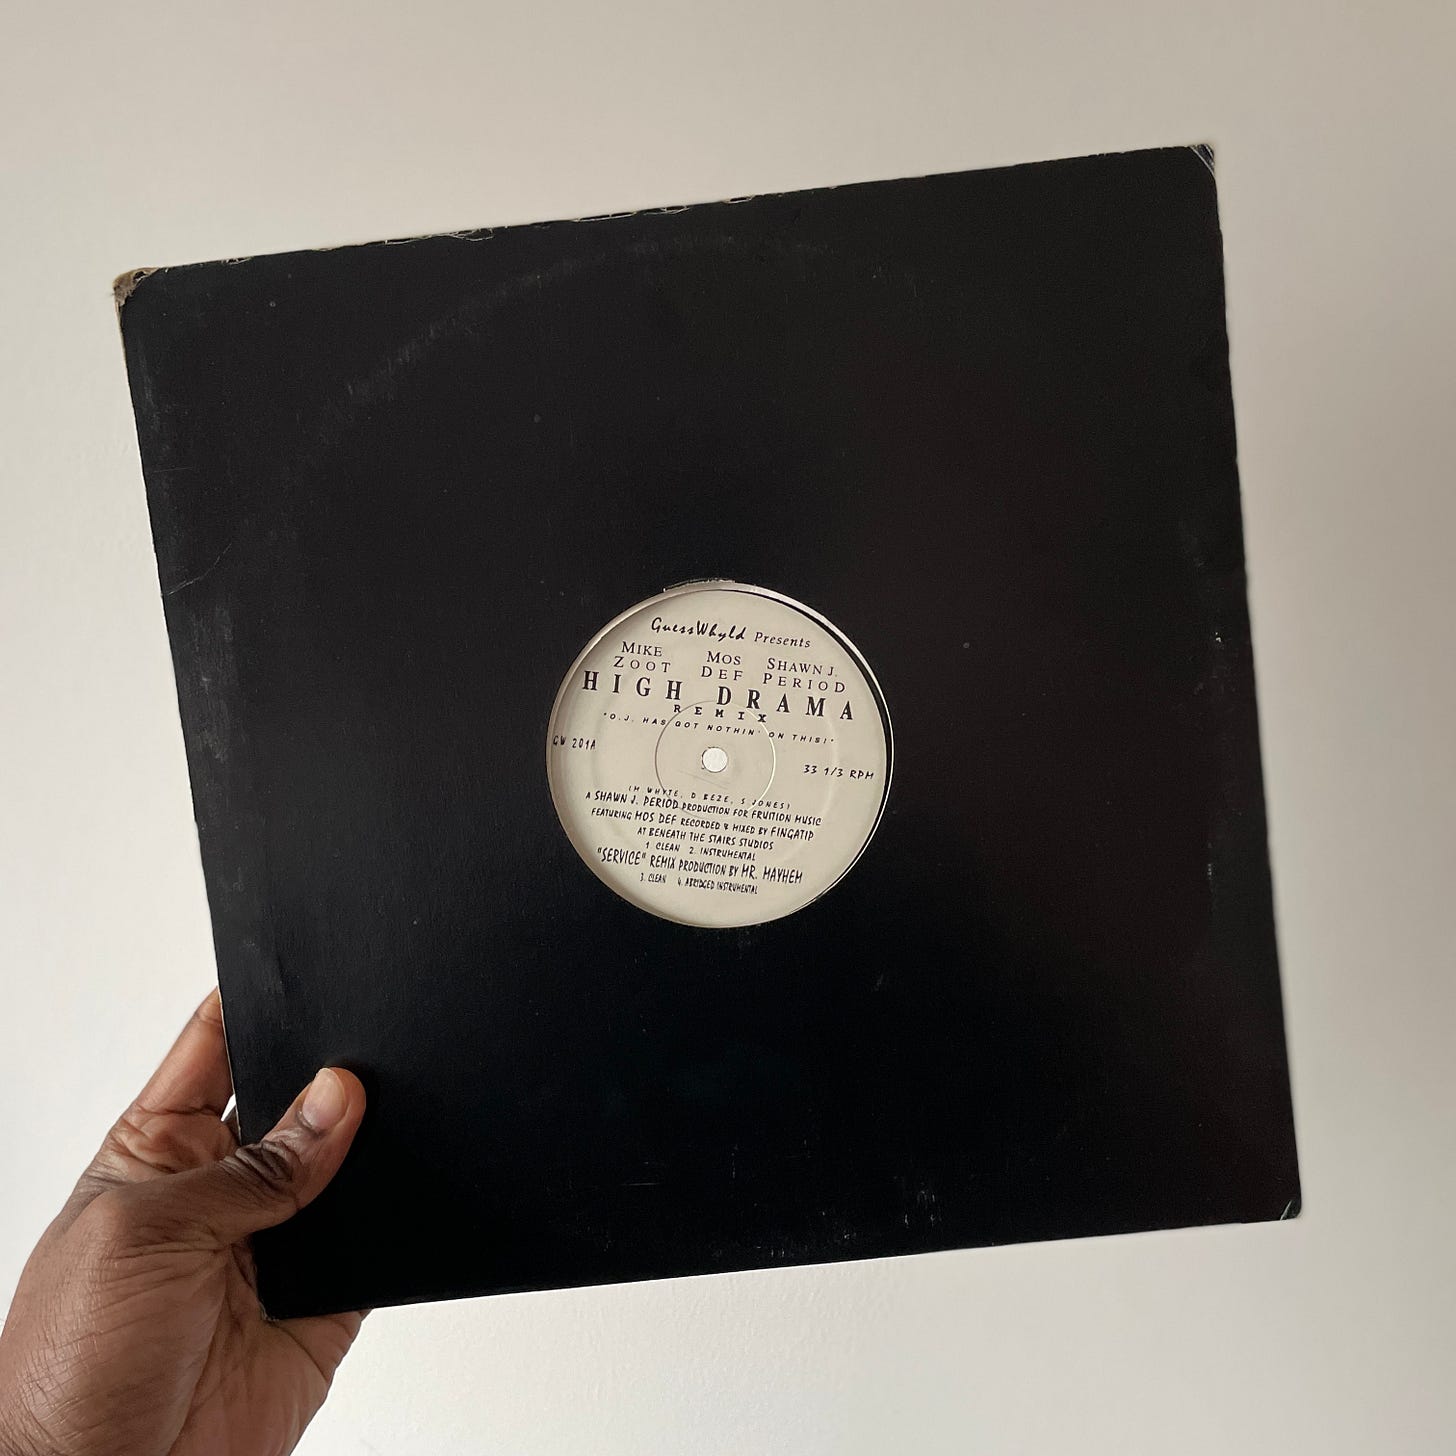 GuessWhyld Presents
MIKE ZOOT
MOS DEF
SHAWN J. PERIOD
HIGH DRAMA
REMIX
"O.J. HAS GOT NOTHIN' ON THIS!"
GW 201A
33 1/3 RPM
(M WHYTE, D BEZE, S JONES)
A SHAWN J. PERIOD PRODUCTION FOR FRUITION MUSIC
FEATURING MOS DEF RECORDED & MIXED BY FINGATIP
AT BENEATH THE STAIRS STUDIOS
1. CLEAN 2. INSTRUMENTAL
"SERVICE" REMIX PRODUCTION BY MR. MAYHEM
3. CLEAN 4. ABRIDGED INSTRUMENTAL